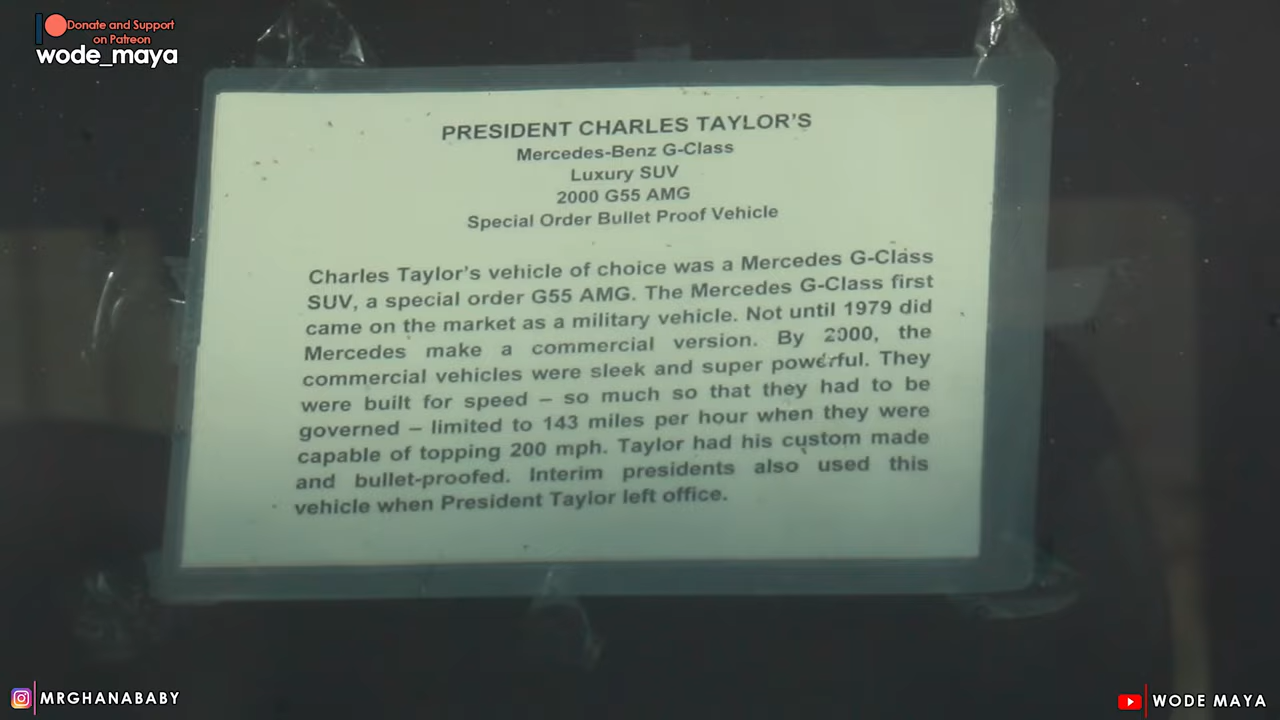 Donate and Support
on Patreon
wode_maya
PRESIDENT CHARLES TAYLOR'S
Mercedes-Benz G-Class
Luxury SUV
2000 G55 AMG
Special Order Bullet Proof Vehicle
Charles Taylor's vehicle of choice was a Mercedes G-Class
SUV, a special order G55 AMG. The Mercedes G-Class first
came on the market as a military vehicle. Not until 1979 did
Mercedes make a commercial version. By 2000, the
commercial vehicles were sleek and super powerful. They
were built for speed – so much so that they had to be
governed – limited to 143 miles per hour when they were
capable of topping 200 mph. Taylor had his custom made
and bullet-proofed. Interim presidents also used this
vehicle when President Taylor left office.
MRGHANABABY
WODE MAYA